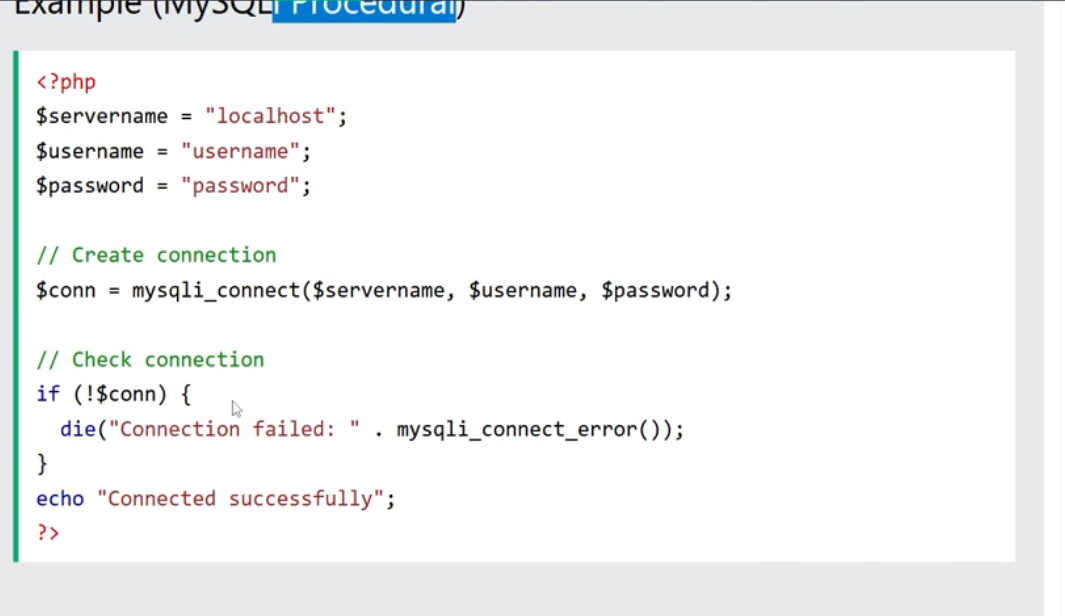 Example (MySQLi Procedural)
<?php
$servername = "localhost";
$username = "username";
$password = "password";
// Create connection
$conn = mysqli_connect($servername, $username, $password);
// Check connection
if (!$conn) {
die("Connection failed: " . mysqli_connect_error());
}
echo "Connected successfully";
?>